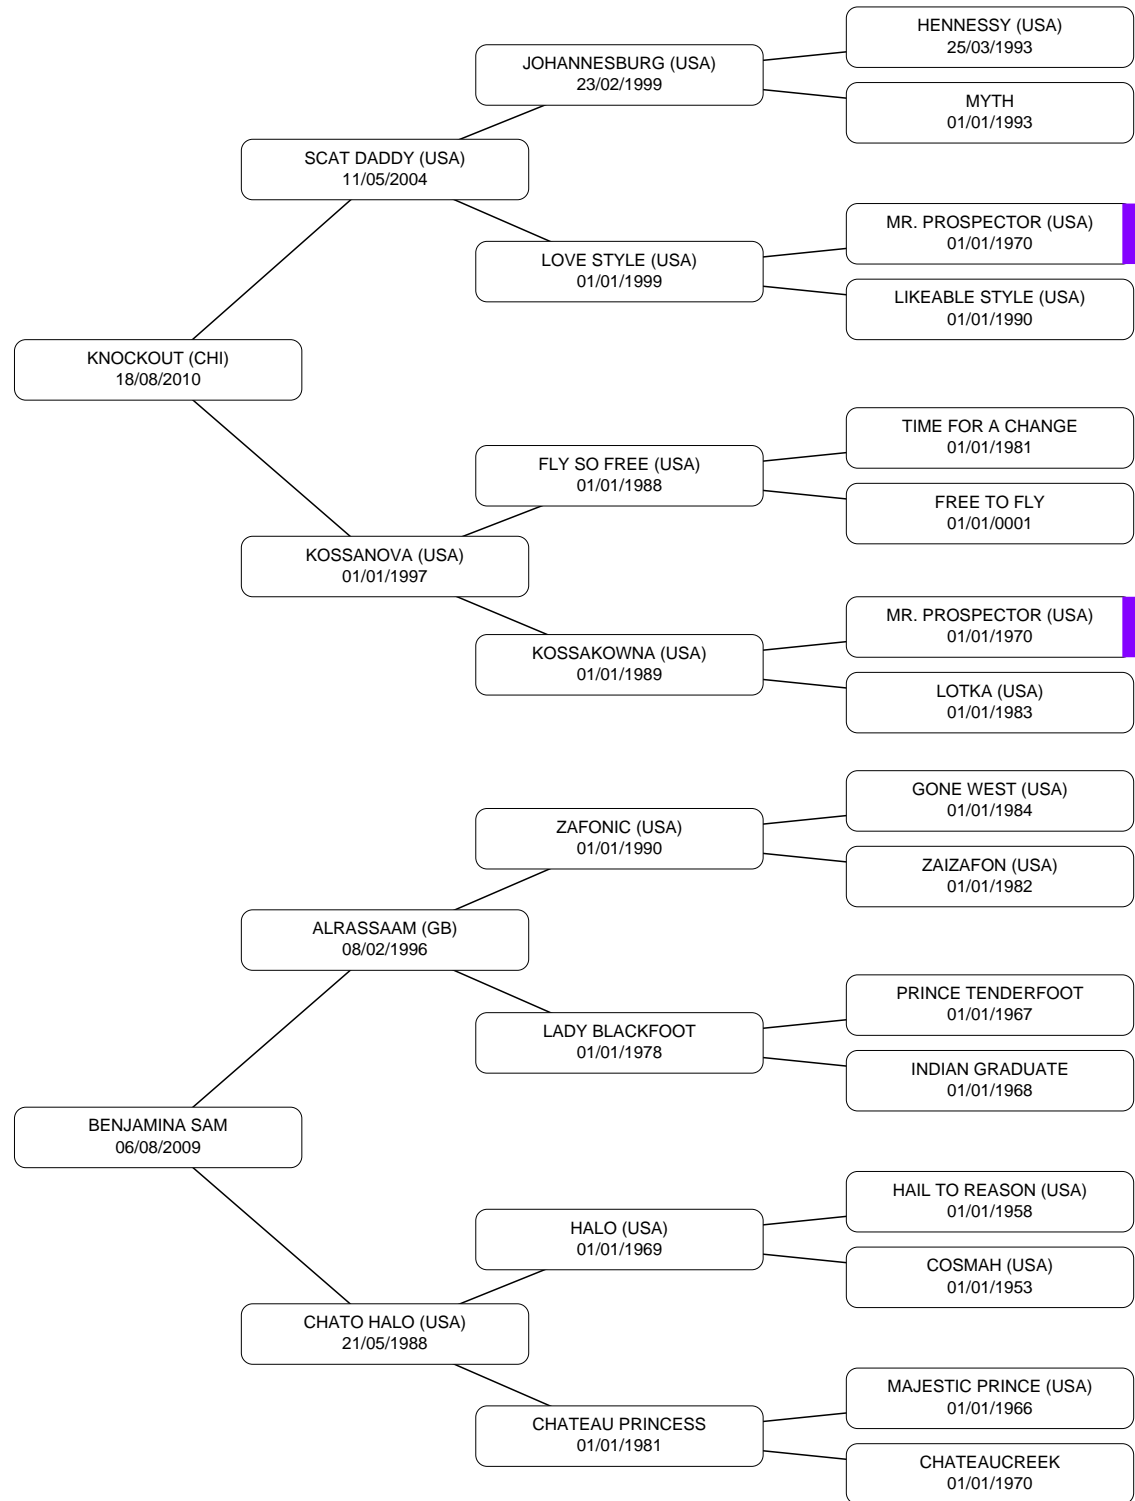 HENNESSY (USA)
25/03/1993
JOHANNESBURG (USA)
23/02/1999
MYTH
01/01/1993
SCAT DADDY (USA)
11/05/2004
MR. PROSPECTOR (USA)
01/01/1970
LOVE STYLE (USA)
01/01/1999
LIKEABLE STYLE (USA)
01/01/1990
KNOCKOUT (CHI)
18/08/2010
TIME FOR A CHANGE
01/01/1981
FLY SO FREE (USA)
01/01/1988
FREE TO FLY
01/01/0001
KOSSANOVA (USA)
01/01/1997
MR. PROSPECTOR (USA)
01/01/1970
KOSSAKOWNA (USA)
01/01/1989
LOTKA (USA)
01/01/1983
GONE WEST (USA)
01/01/1984
ZAFONIC (USA)
01/01/1990
ZAIZAFON (USA)
01/01/1982
ALRASSAAM (GB)
08/02/1996
PRINCE TENDERFOOT
01/01/1967
LADY BLACKFOOT
01/01/1978
INDIAN GRADUATE
01/01/1968
BENJAMINA SAM
06/08/2009
HAIL TO REASON (USA)
01/01/1958
HALO (USA)
01/01/1969
COSMAH (USA)
01/01/1953
CHATO HALO (USA)
21/05/1988
MAJESTIC PRINCE (USA)
01/01/1966
CHATEAU PRINCESS
01/01/1981
CHATEAUCREEK
01/01/1970